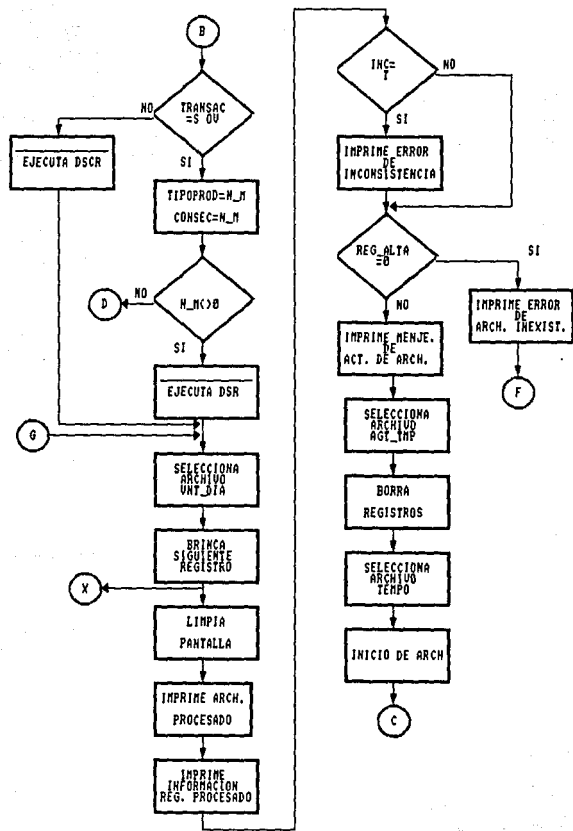 B
TRANSAC
=S OV
NO
SI
EJECUTA DSCR
TIPOPROD=N_M
CONSEC=N_M
N_M<>0
NO
D
SI
EJECUTA DSR
G
SELECCIONA
ARCHIVO
VNT_DIA
BRINCA
SIGUIENTE
REGISTRO
X
LIMPIA
PANTALLA
IMPRIME ARCH.
PROCESADO
IMPRIME
INFORMACION
REG. PROCESADO
INC=
T
NO
SI
IMPRIME ERROR
DE
INCONSISTENCIA
REG_ALTA
=0
SI
NO
IMPRIME ERROR
DE
ARCH. INEXIST.
F
IMPRIME MENJE.
DE
ACT. DE ARCH.
SELECCIONA
ARCHIVO
AGT_TMP
BORRA
REGISTROS
SELECCIONA
ARCHIVO
TEMPO
INICIO DE ARCH
C